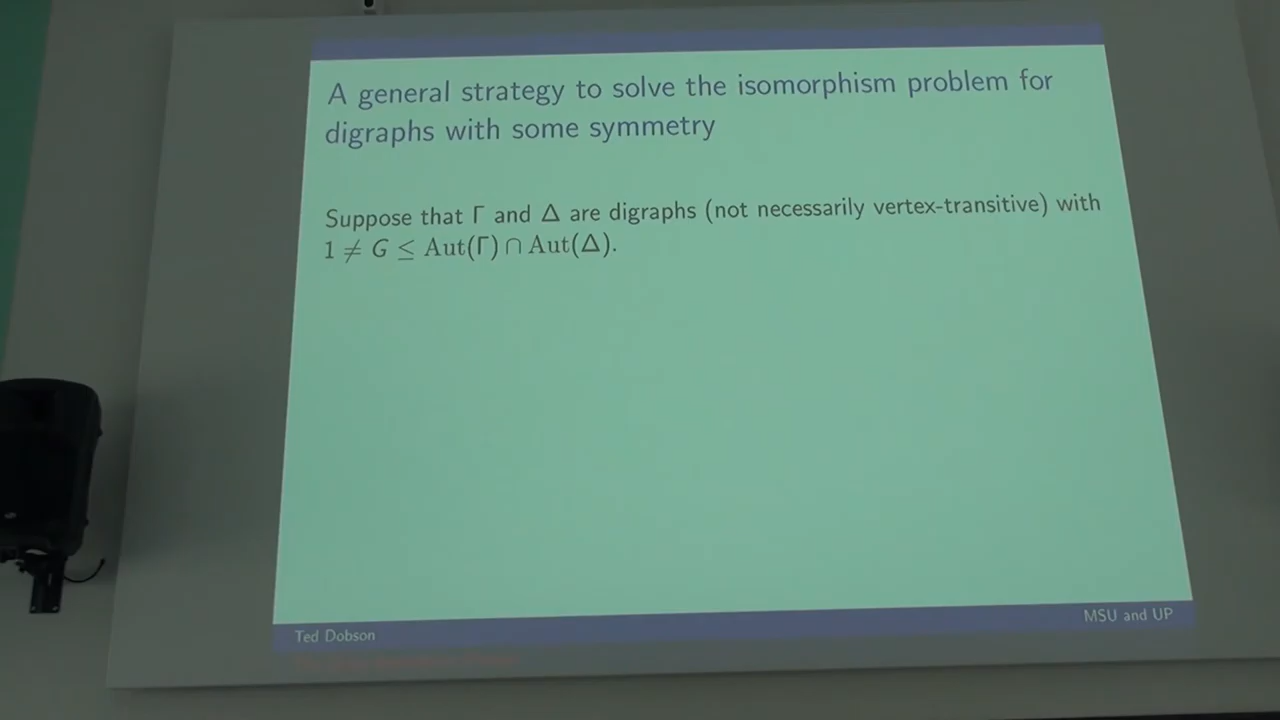 A general strategy to solve the isomorphism problem for
digraphs with some symmetry
Suppose that Γ and Δ are digraphs (not necessarily vertex-transitive) with
1 ≠ G ≤ Aut(Γ) ∩ Aut(Δ).
Ted Dobson
MSU and UP